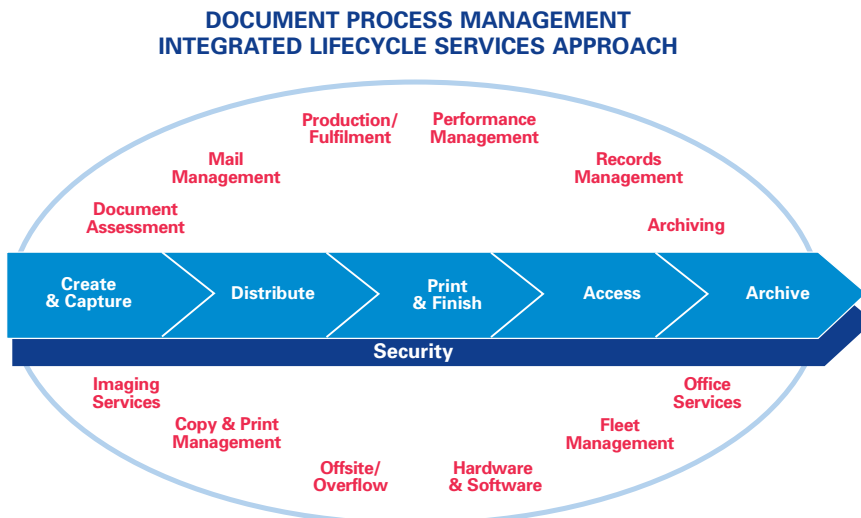 DOCUMENT PROCESS MANAGEMENT
INTEGRATED LIFECYCLE SERVICES APPROACH
Production/
Fulfilment
Performance
Management
Mail
Management
Records
Management
Document
Assessment
Archiving
Create
& Capture
Distribute
Print
& Finish
Access
Archive
Security
Imaging
Services
Office
Services
Copy & Print
Management
Fleet
Management
Offsite/
Overflow
Hardware
& Software